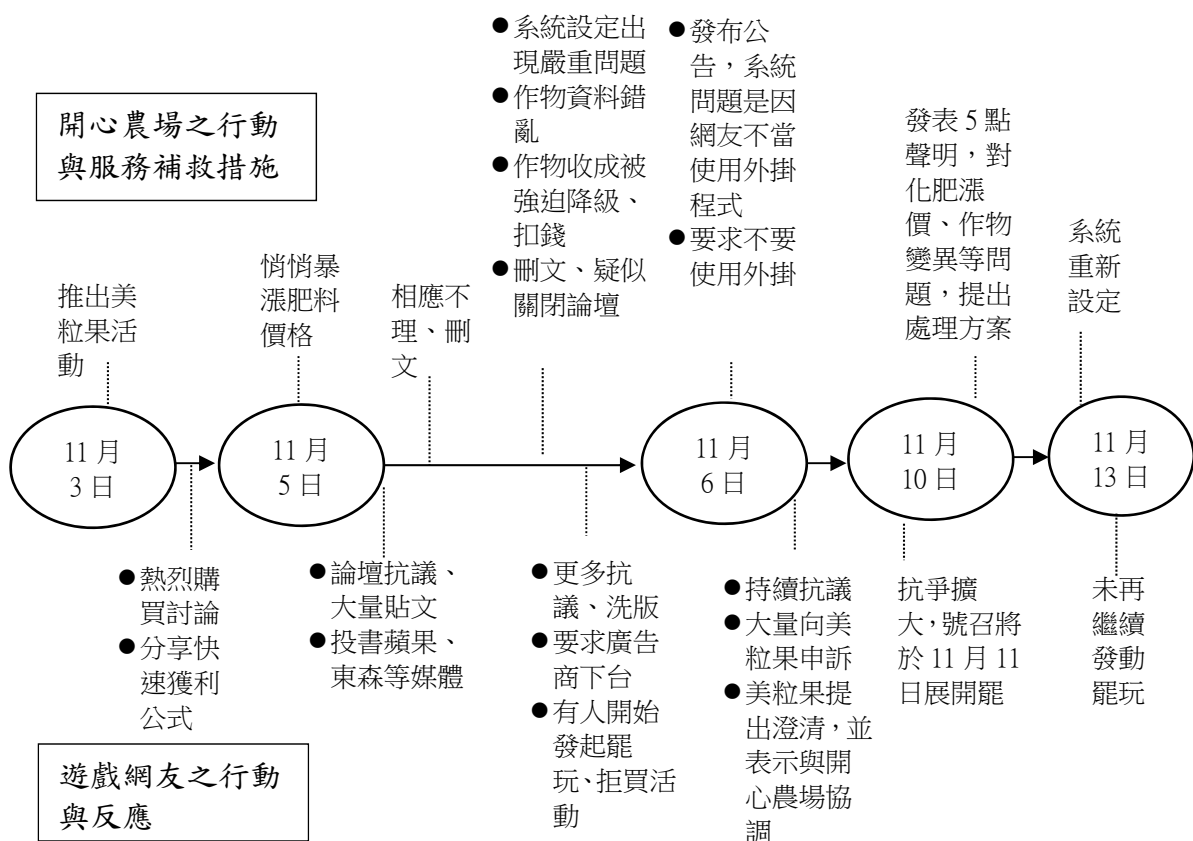 開心農場之行動
與服務補救措施
推出美
粒果活
動
悄悄暴
漲肥料
價格
相應不
理、刪
文
●系統設定出
現嚴重問題
●作物資料錯
亂
●作物收成被
強迫降級、
扣錢
●刪文、疑似
關閉論壇
●發布公
告，系統
問題是因
網友不當
使用外掛
程式
●要求不要
使用外掛
發表 5 點
聲明，對
化肥漲
價、作物
變異等問
題，提出
處理方案
系統
重新
設定
11 月
3 日
11 月
5 日
11 月
6 日
11 月
10 日
11 月
13 日
●熱烈購
買討論
●分享快
速獲利
公式
●論壇抗議、
大量貼文
●投書蘋果、
東森等媒體
●更多抗
議、洗版
●要求廣告
商下台
●有人開始
發起罷
玩、拒買活
動
●持續抗議
●大量向美
粒果申訴
●美粒果提
出澄清，並
表示與開
心農場協
調
抗爭擴
大，號召將
於 11 月 11
日展開罷
未再
繼續
發動
罷玩
遊戲網友之行動
與反應